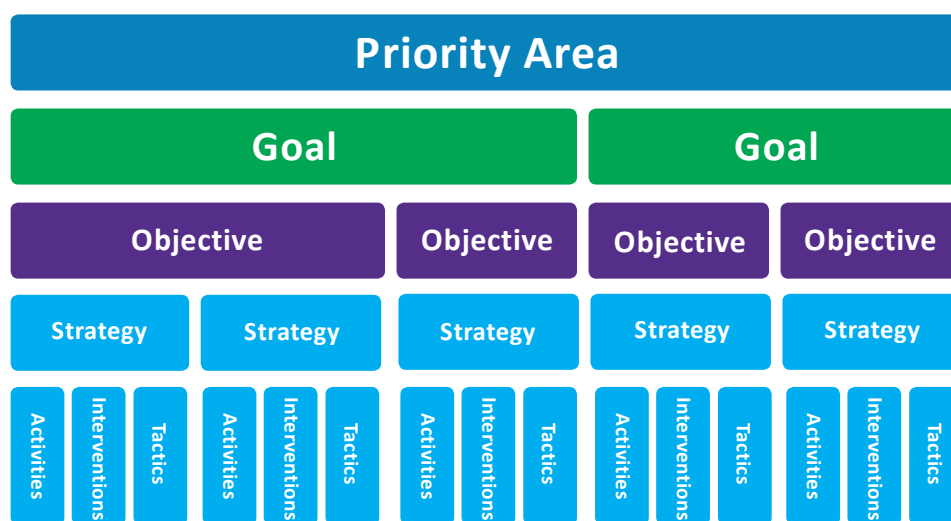 Priority Area
Goal Goal
Objective Objective Objective Objective
Strategy Strategy Strategy Strategy Strategy
Activities Interventions Tactics Activities Interventions Tactics Activities Interventions Tactics Activities Interventions Tactics Activities Interventions Tactics